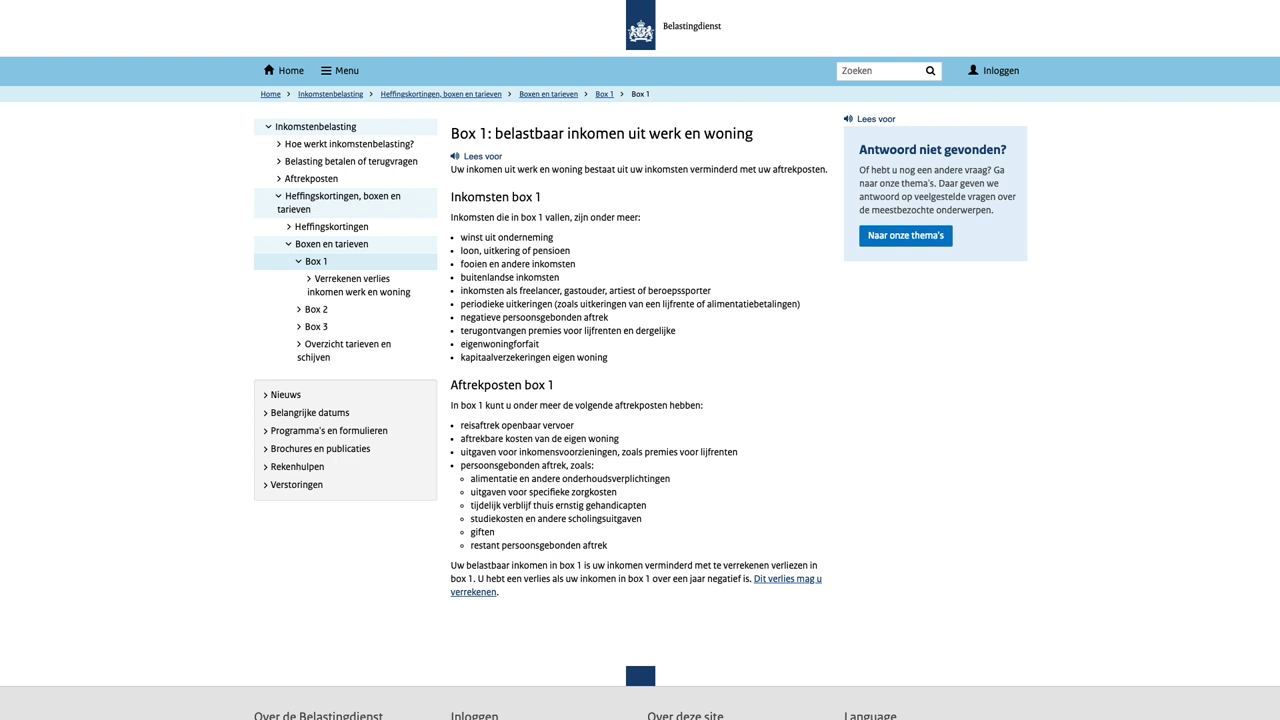 Belastingdienst
Home
Menu
Zoeken
Inloggen
Home > Inkomstenbelasting > Heffingskortingen, boxen en tarieven > Boxen en tarieven > Box 1 > Box 1
Inkomstenbelasting
Hoe werkt inkomstenbelasting?
Belasting betalen of terugvragen
Aftrekposten
Heffingskortingen, boxen en
tarieven
Heffingskortingen
Boxen en tarieven
Box 1
Verrekenen verlies
inkomen werk en woning
Box 2
Box 3
Overzicht tarieven en
schijven
Nieuws
Belangrijke datums
Programma's en formulieren
Brochures en publicaties
Rekenhulpen
Verstoringen
Box 1: belastbaar inkomen uit werk en woning
Lees voor
Uw inkomen uit werk en woning bestaat uit uw inkomsten verminderd met uw aftrekposten.
Inkomsten box 1
Inkomsten die in box 1 vallen, zijn onder meer:
• winst uit onderneming
• loon, uitkering of pensioen
• fooien en andere inkomsten
• buitenlandse inkomsten
• inkomsten als freelancer, gastouder, artiest of beroepssporter
• periodieke uitkeringen (zoals uitkeringen van een lijfrente of alimentatiebetalingen)
• negatieve persoonsgebonden aftrek
• terugontvangen premies voor lijfrenten en dergelijke
• eigenwoningforfait
• kapitaalverzekeringen eigen woning
Aftrekposten box 1
In box 1 kunt u onder meer de volgende aftrekposten hebben:
• reisaftrek openbaar vervoer
• aftrekbare kosten van de eigen woning
• uitgaven voor inkomensvoorzieningen, zoals premies voor lijfrenten
• persoonsgebonden aftrek, zoals:
◦ alimentatie en andere onderhoudsverplichtingen
◦ uitgaven voor specifieke zorgkosten
◦ tijdelijk verblijf thuis ernstig gehandicapten
◦ studiekosten en andere scholingsuitgaven
◦ giften
◦ restant persoonsgebonden aftrek
Uw belastbaar inkomen in box 1 is uw inkomen verminderd met te verrekenen verliezen in
box 1. U hebt een verlies als uw inkomen in box 1 over een jaar negatief is. Dit verlies mag u
verrekenen.
Lees voor
Antwoord niet gevonden?
Of hebt u nog een andere vraag? Ga
naar onze thema's. Daar geven we
antwoord op veelgestelde vragen over
de meestbezochte onderwerpen.
Naar onze thema's
Over de Belastingdienst
Inloggen
Over deze site
Language